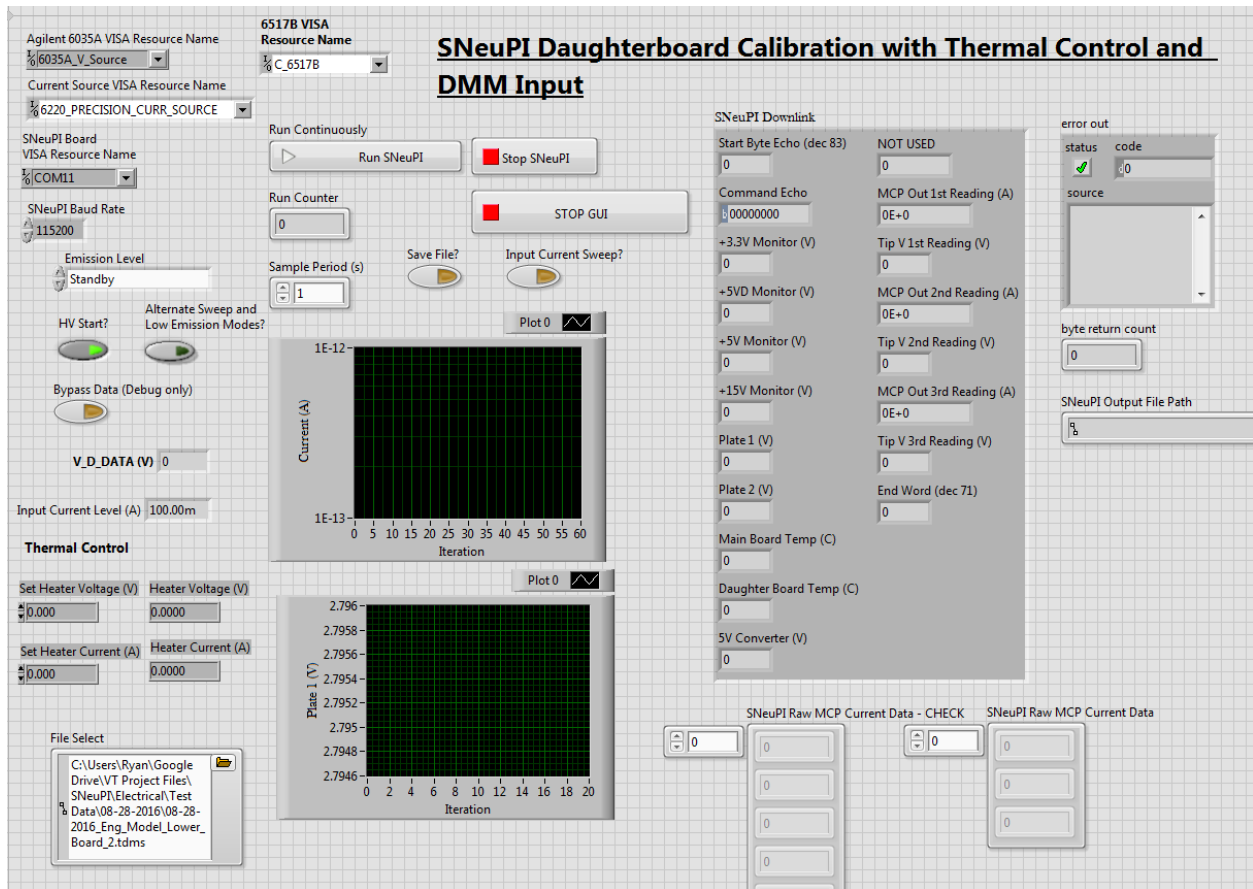 SNeuPI Daughterboard Calibration with Thermal Control and
DMM Input
Agilent 6035A VISA Resource Name
6035A_V_Source
6517B VISA
Resource Name
C_6517B
Current Source VISA Resource Name
6220_PRECISION_CURR_SOURCE
SNeuPI Board
VISA Resource Name
COM11
SNeuPI Baud Rate
115200
Emission Level
Standby
HV Start?
Alternate Sweep and
Low Emission Modes?
Bypass Data (Debug only)
V_D_DATA (V) 0
Input Current Level (A) 100.00m
Thermal Control
Set Heater Voltage (V)
0.000
Heater Voltage (V)
0.0000
Set Heater Current (A)
0.000
Heater Current (A)
0.0000
File Select
C:\Users\Ryan\Google
Drive\VT Project Files\
SNeuPI\Electrical\Test
Data\08-28-2016\08-28-
2016_Eng_Model_Lower_
Board_2.tdms
Run Continuously
Run SNeuPI
Stop SNeuPI
Run Counter
0
STOP GUI
Sample Period (s)
1
Save File?
Input Current Sweep?
Plot 0
1E-12
1E-13
Current (A)
0 5 10 15 20 25 30 35 40 45 50 55 60
Iteration
Plot 0
2.796
2.7958
2.7956
2.7954
2.7952
2.795
2.7948
2.7946
Plate 1 (V)
0 2 4 6 8 10 12 14 16 18 20
Iteration
SNeuPI Downlink
Start Byte Echo (dec 83)
0
Command Echo
b 00000000
+3.3V Monitor (V)
0
+5VD Monitor (V)
0
+5V Monitor (V)
0
+15V Monitor (V)
0
Plate 1 (V)
0
Plate 2 (V)
0
Main Board Temp (C)
0
Daughter Board Temp (C)
0
5V Converter (V)
0
NOT USED
0
MCP Out 1st Reading (A)
0E+0
Tip V 1st Reading (V)
0
MCP Out 2nd Reading (A)
0E+0
Tip V 2nd Reading (V)
0
MCP Out 3rd Reading (A)
0E+0
Tip V 3rd Reading (V)
0
End Word (dec 71)
0
error out
status
code
d 0
source
byte return count
0
SNeuPI Output File Path
SNeuPI Raw MCP Current Data - CHECK
0
0
0
0
0
SNeuPI Raw MCP Current Data
0
0
0
0